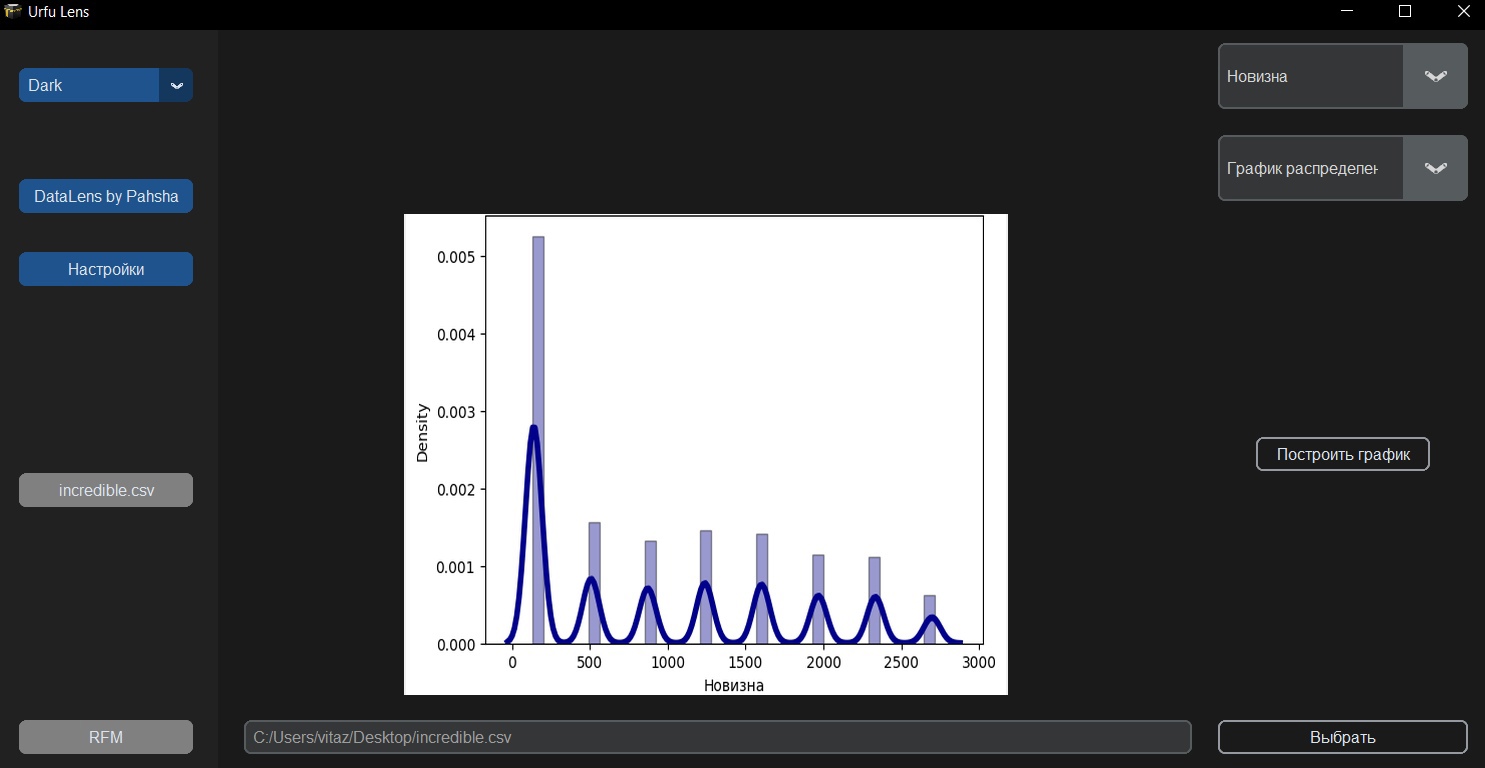 Urfu Lens
Dark
DataLens by Pahsha
Настройки
incredible.csv
RFM
0.005
0.004
0.003
0.002
0.001
0.000
Density
0 500 1000 1500 2000 2500 3000
Новизна
C:/Users/vitaz/Desktop/incredible.csv
Новизна
График распределен
Построить график
Выбрать